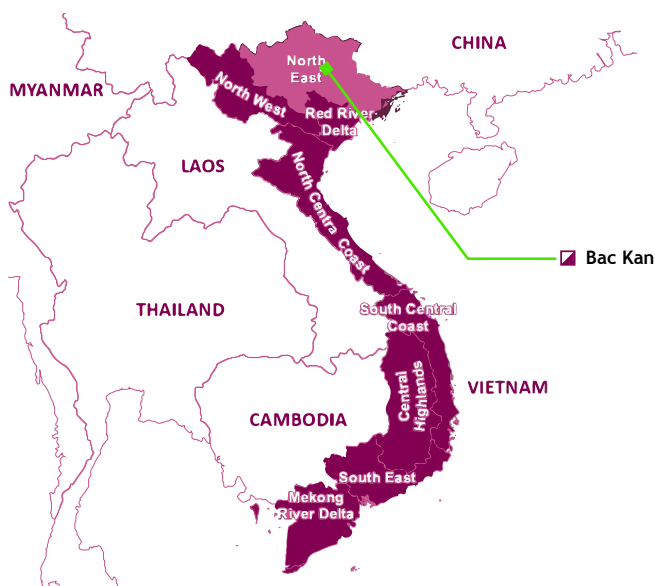 CHINA
North
East
MYANMAR
North West
Red River
Delta
LAOS
North Centra Coast
Bac Kan
THAILAND
South Central
Coast
VIETNAM
Central
Highlands
CAMBODIA
South East
Mekong
River Delta